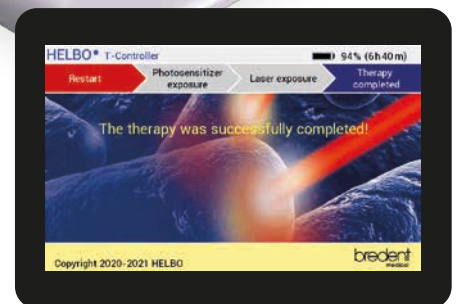 HELBO® T-Controller 94% (6h40m)
Restart
Photosensitizer
exposure
Laser exposure
Therapy
completed
The therapy was successfully completed!
Copyright 2020-2021 HELBO
bredent
medical